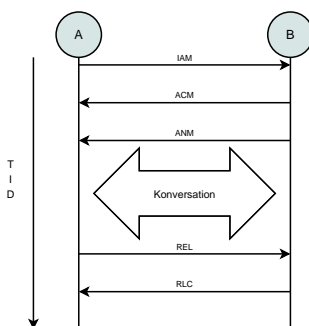 A
B
IAM
ACM
ANM
T
I
D
Konversation
REL
RLC